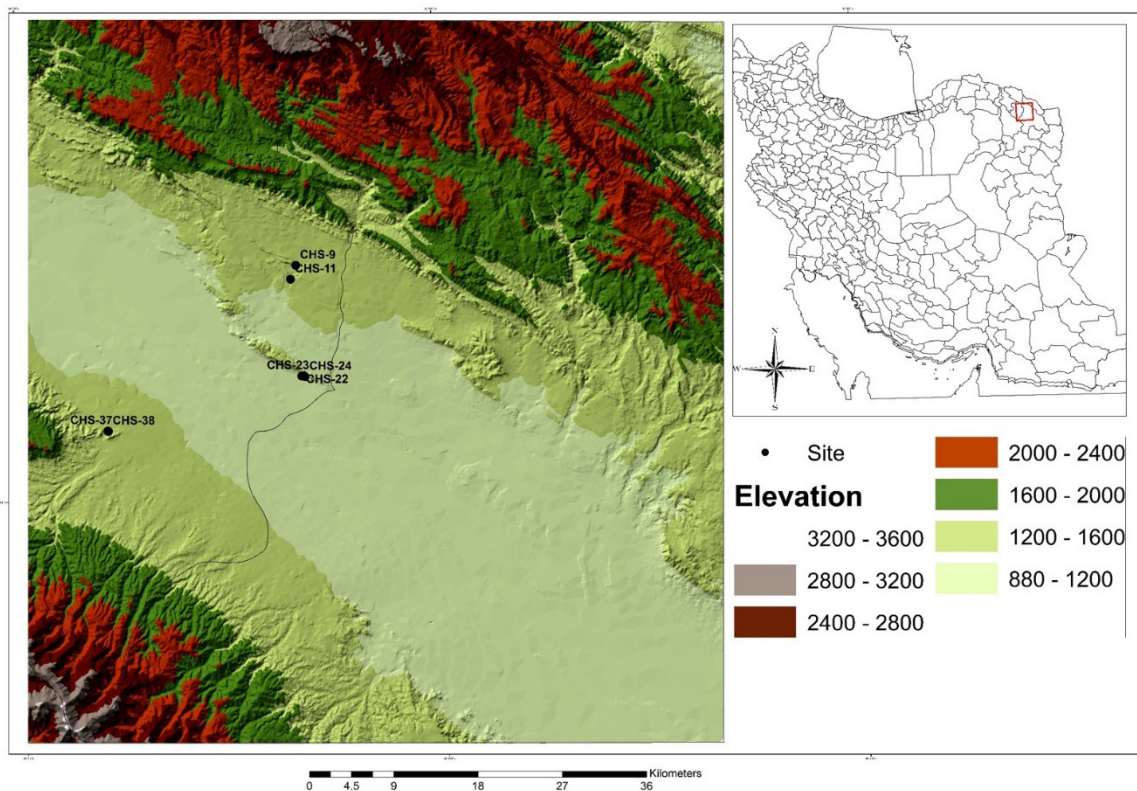 CHS-9
CHS-11
CHS-23CHS-24
CHS-22
CHS-37CHS-38
N
W E
S
Site
Elevation
3200 - 3600
2800 - 3200
2400 - 2800
2000 - 2400
1600 - 2000
1200 - 1600
880 - 1200
Kilometers
0 4.5 9 18 27 36